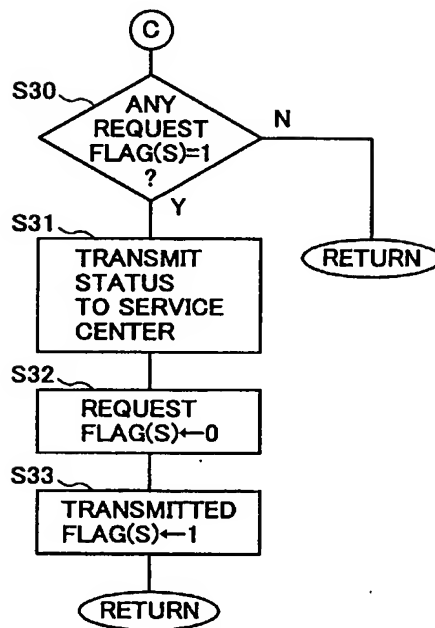 C
S30
ANY
REQUEST
FLAG(S)=1
?
N
Y
RETURN
S31
TRANSMIT
STATUS
TO SERVICE
CENTER
S32
REQUEST
FLAG(S)←0
S33
TRANSMITTED
FLAG(S)←1
RETURN